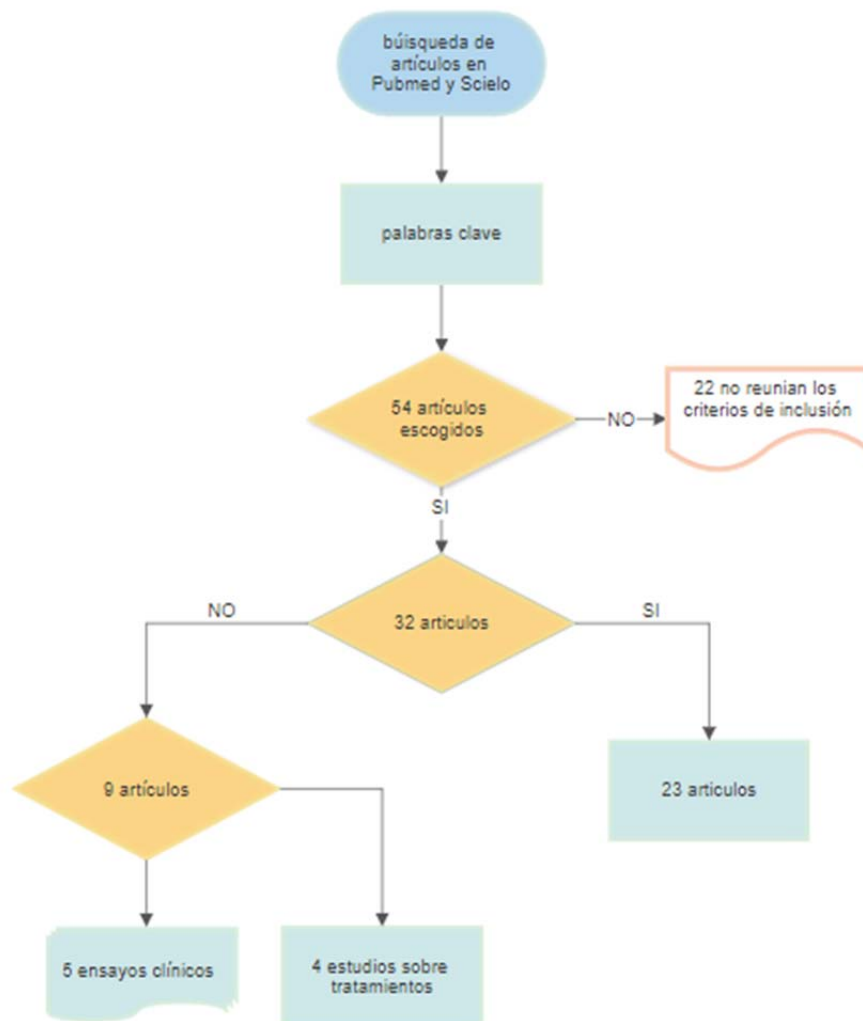 búisqueda de
artículos en
Pubmed y Scielo
palabras clave
54 artículos
escogidos
NO
22 no reunian los
criterios de inclusión
SI
32 articulos
NO
SI
9 artículos
23 articulos
5 ensayos clínicos
4 estudios sobre
tratamientos